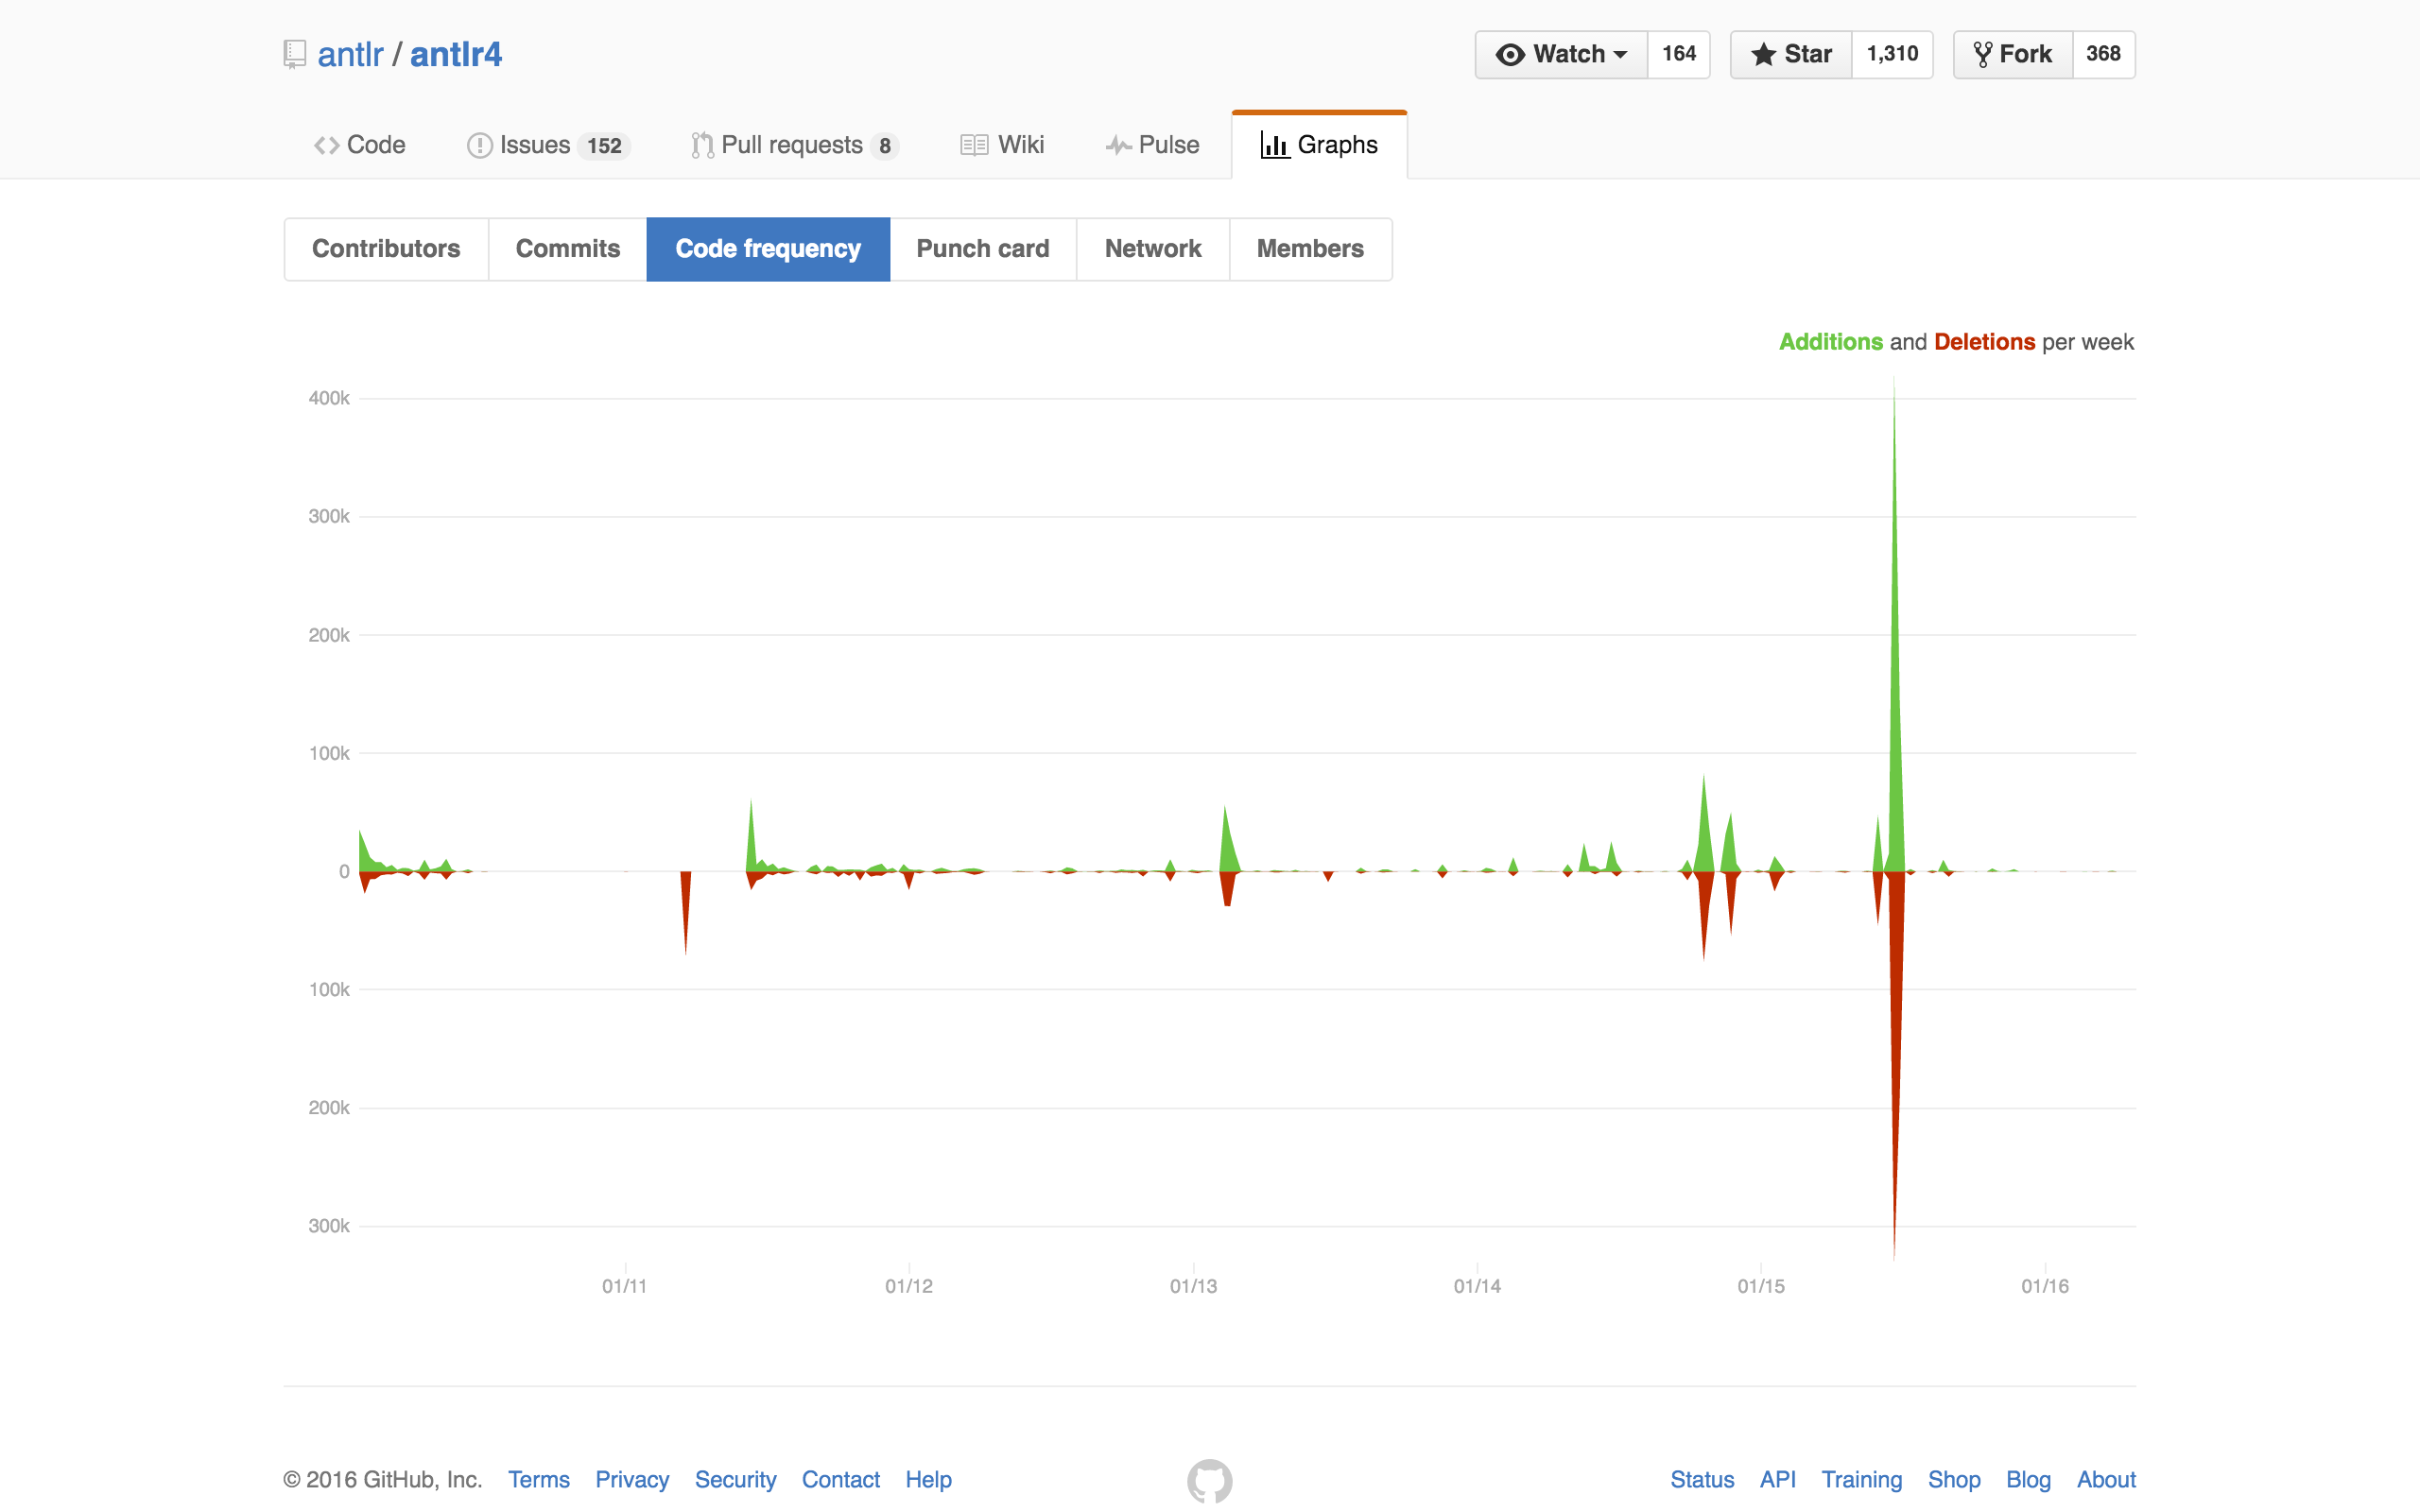 antlr / antlr4
Watch 164 Star 1,310 Fork 368
Code Issues 152 Pull requests 8 Wiki Pulse Graphs
Contributors Commits Code frequency Punch card Network Members
Additions and Deletions per week
400k
300k
200k
100k
0
100k
200k
300k
01/11 01/12 01/13 01/14 01/15 01/16
© 2016 GitHub, Inc. Terms Privacy Security Contact Help Status API Training Shop Blog About